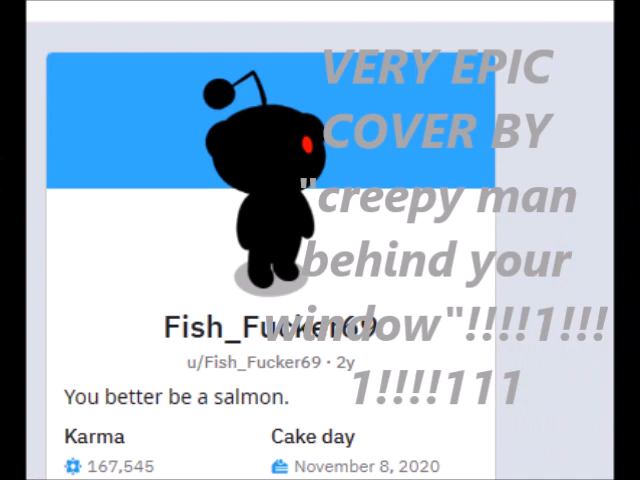 VERY EPIC
COVER BY
"creepy man
behind your
window"!!!!1!!!
1!!!!111
Fish_Fucker69
u/Fish_Fucker69 · 2y
You better be a salmon.
Karma
Cake day
167,545
November 8, 2020